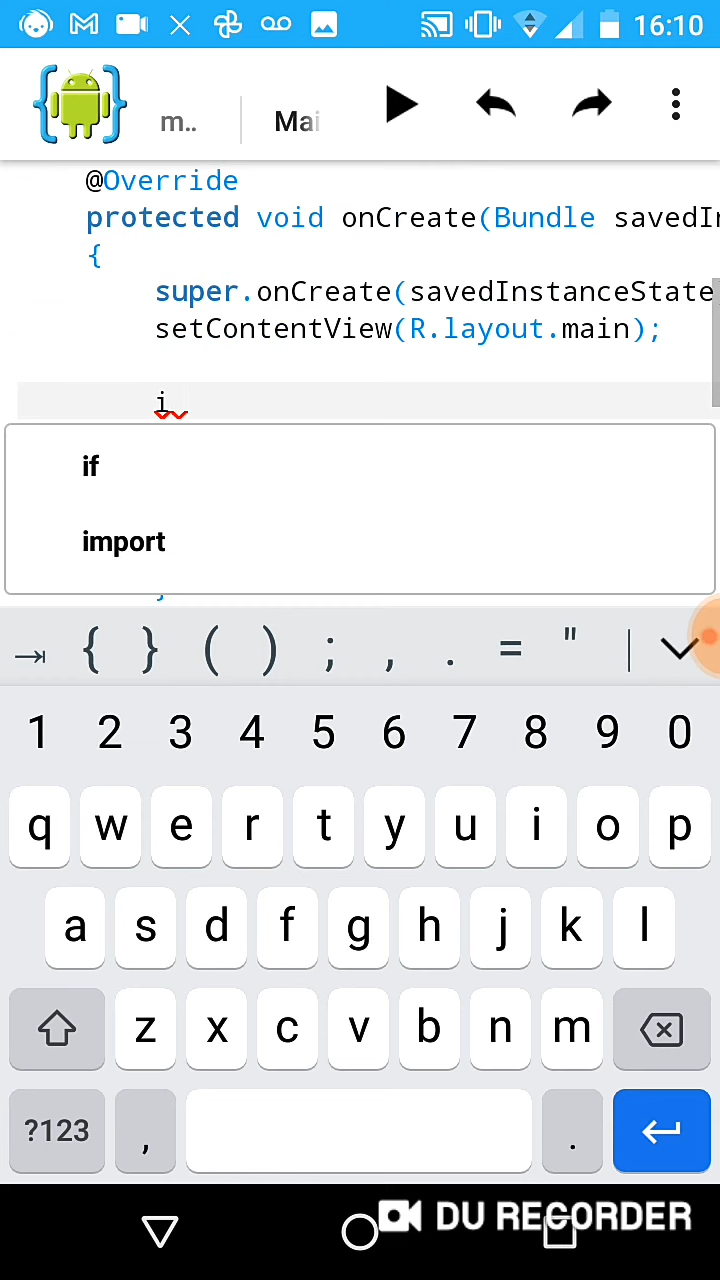 16:10
m.. Mai
@Override
protected void onCreate(Bundle savedIn
{
super.onCreate(savedInstanceState
setContentView(R.layout.main);
i
if
import
}
{ } ( ) ; , . = " |
1 2 3 4 5 6 7 8 9 0
q w e r t y u i o p
a s d f g h j k l
z x c v b n m
?123 , .
DU RECORDER